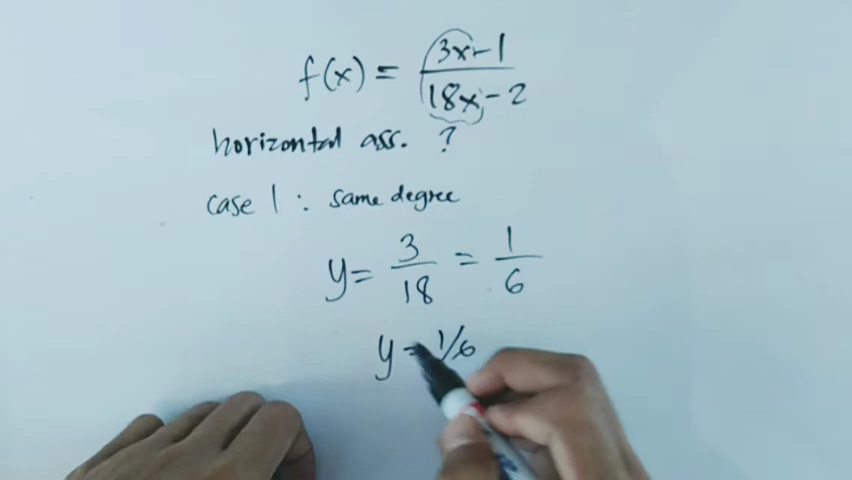 f(x) = 3x-1 / 18x-2
horizontal ass. ?
case 1 : same degree
y = 3/18 = 1/6
y = 1/6